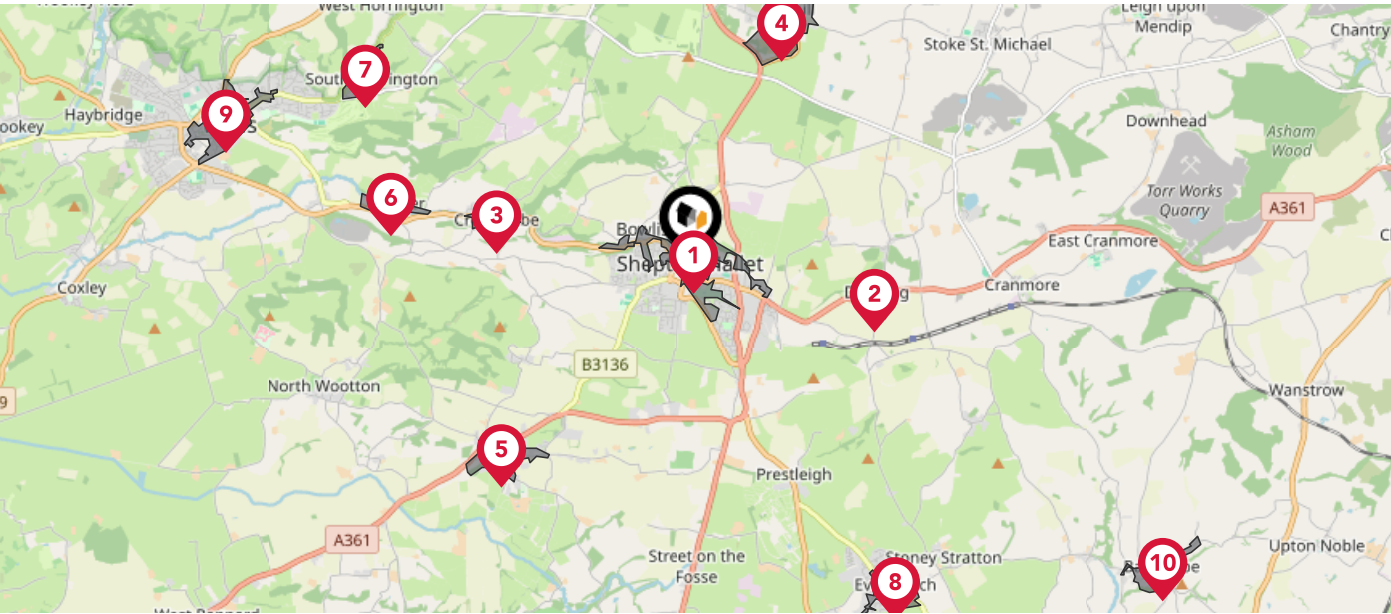 West Horrington
4
Leigh upon
Mendip
Stoke St. Michael
Chantry
7
South
Haybridge
9
Downhead
Asham
Wood
6
3
Torr Works
Quarry
A361
East Cranmore
1
2
Cranmore
Coxley
B3136
North Wootton
Wanstrow
9
5
Prestleigh
A361
Street on the
Fosse
Stoney Stratton
Upton Noble
10
8